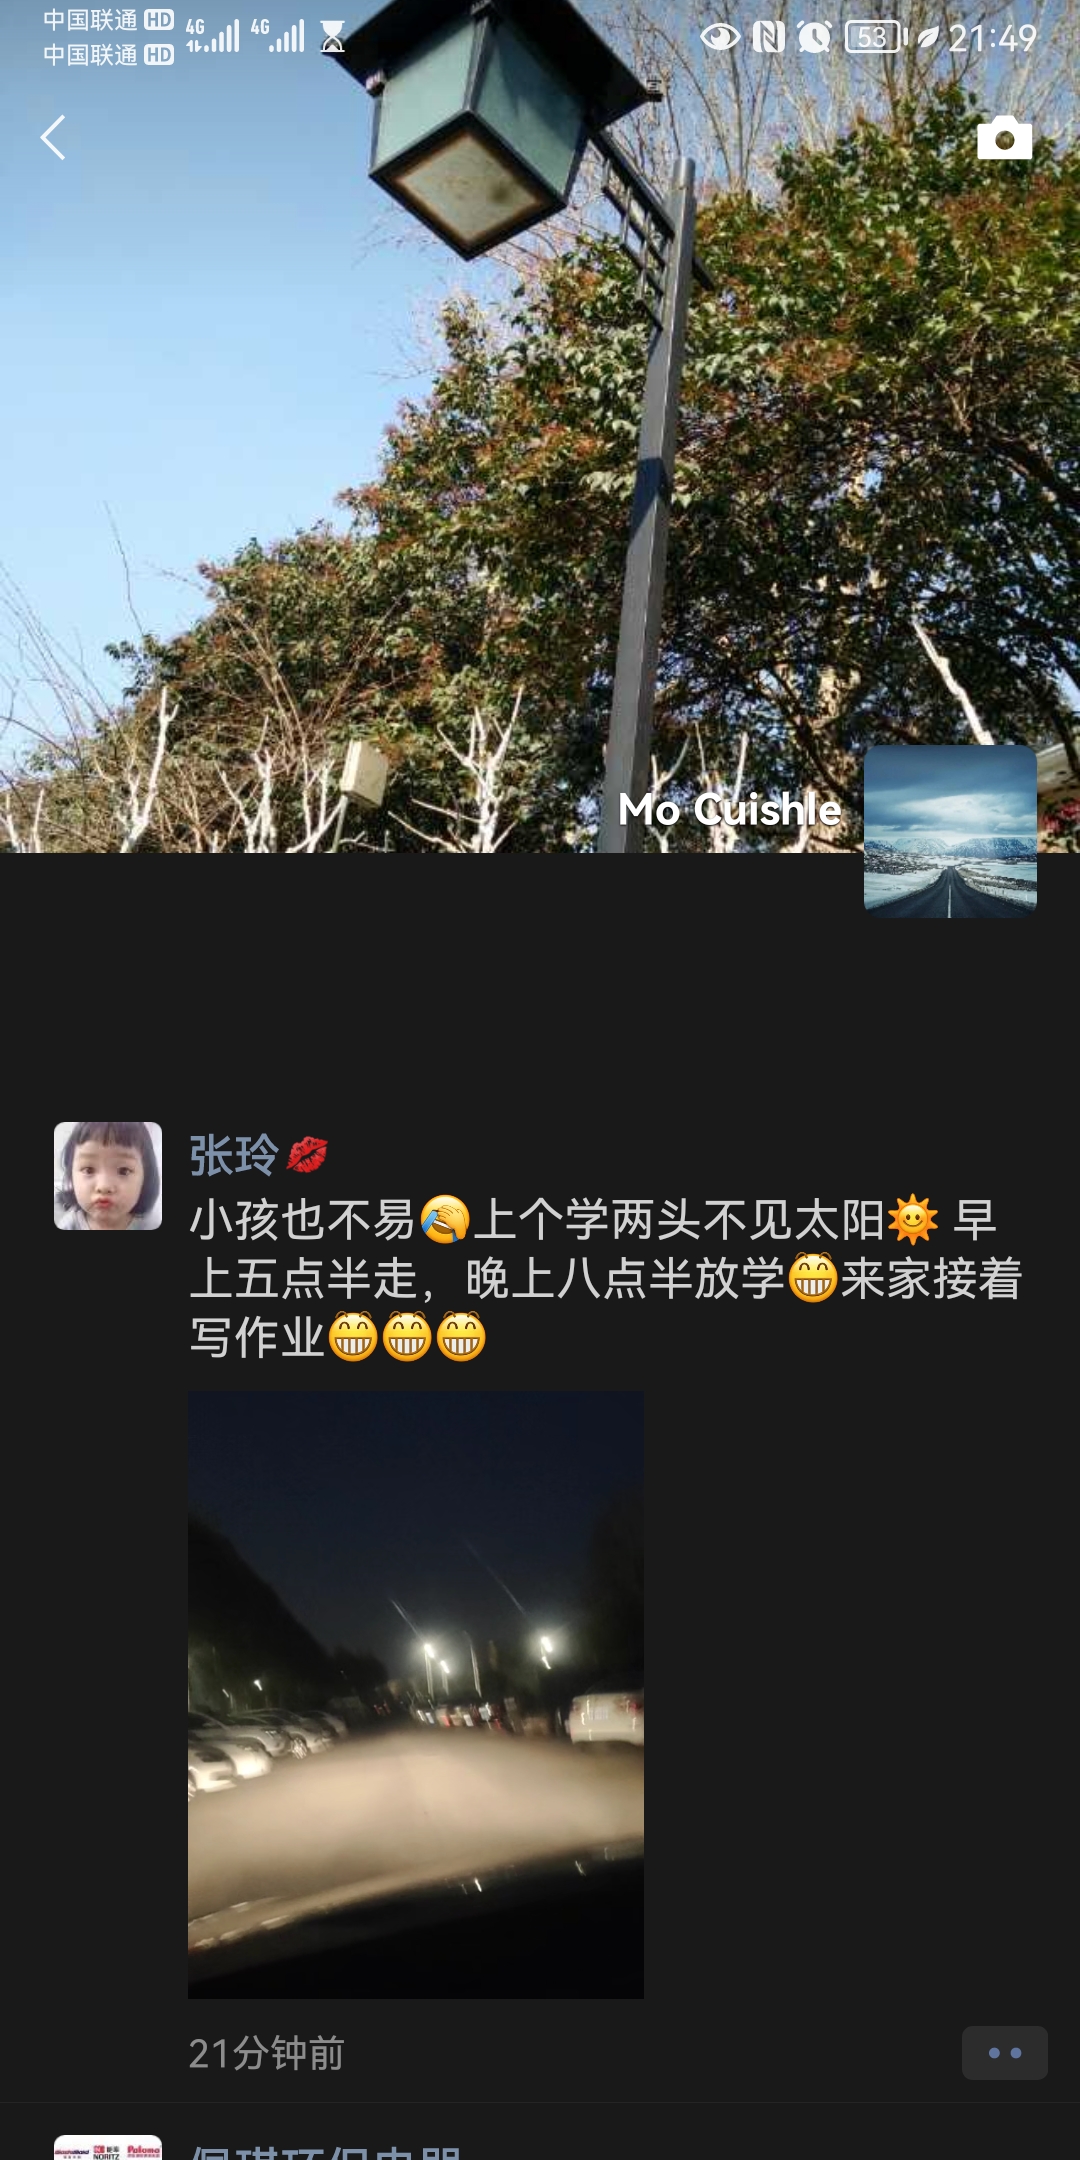 中国联通 HD 4G 4G 53 21:49
中国联通 HD
Mo Cuishle
张玲💋
小孩也不易🤦上个学两头不见太阳🌞 早
上五点半走，晚上八点半放学😁来家接着
写作业😁😁😁
21分钟前
NORITZ Paloma